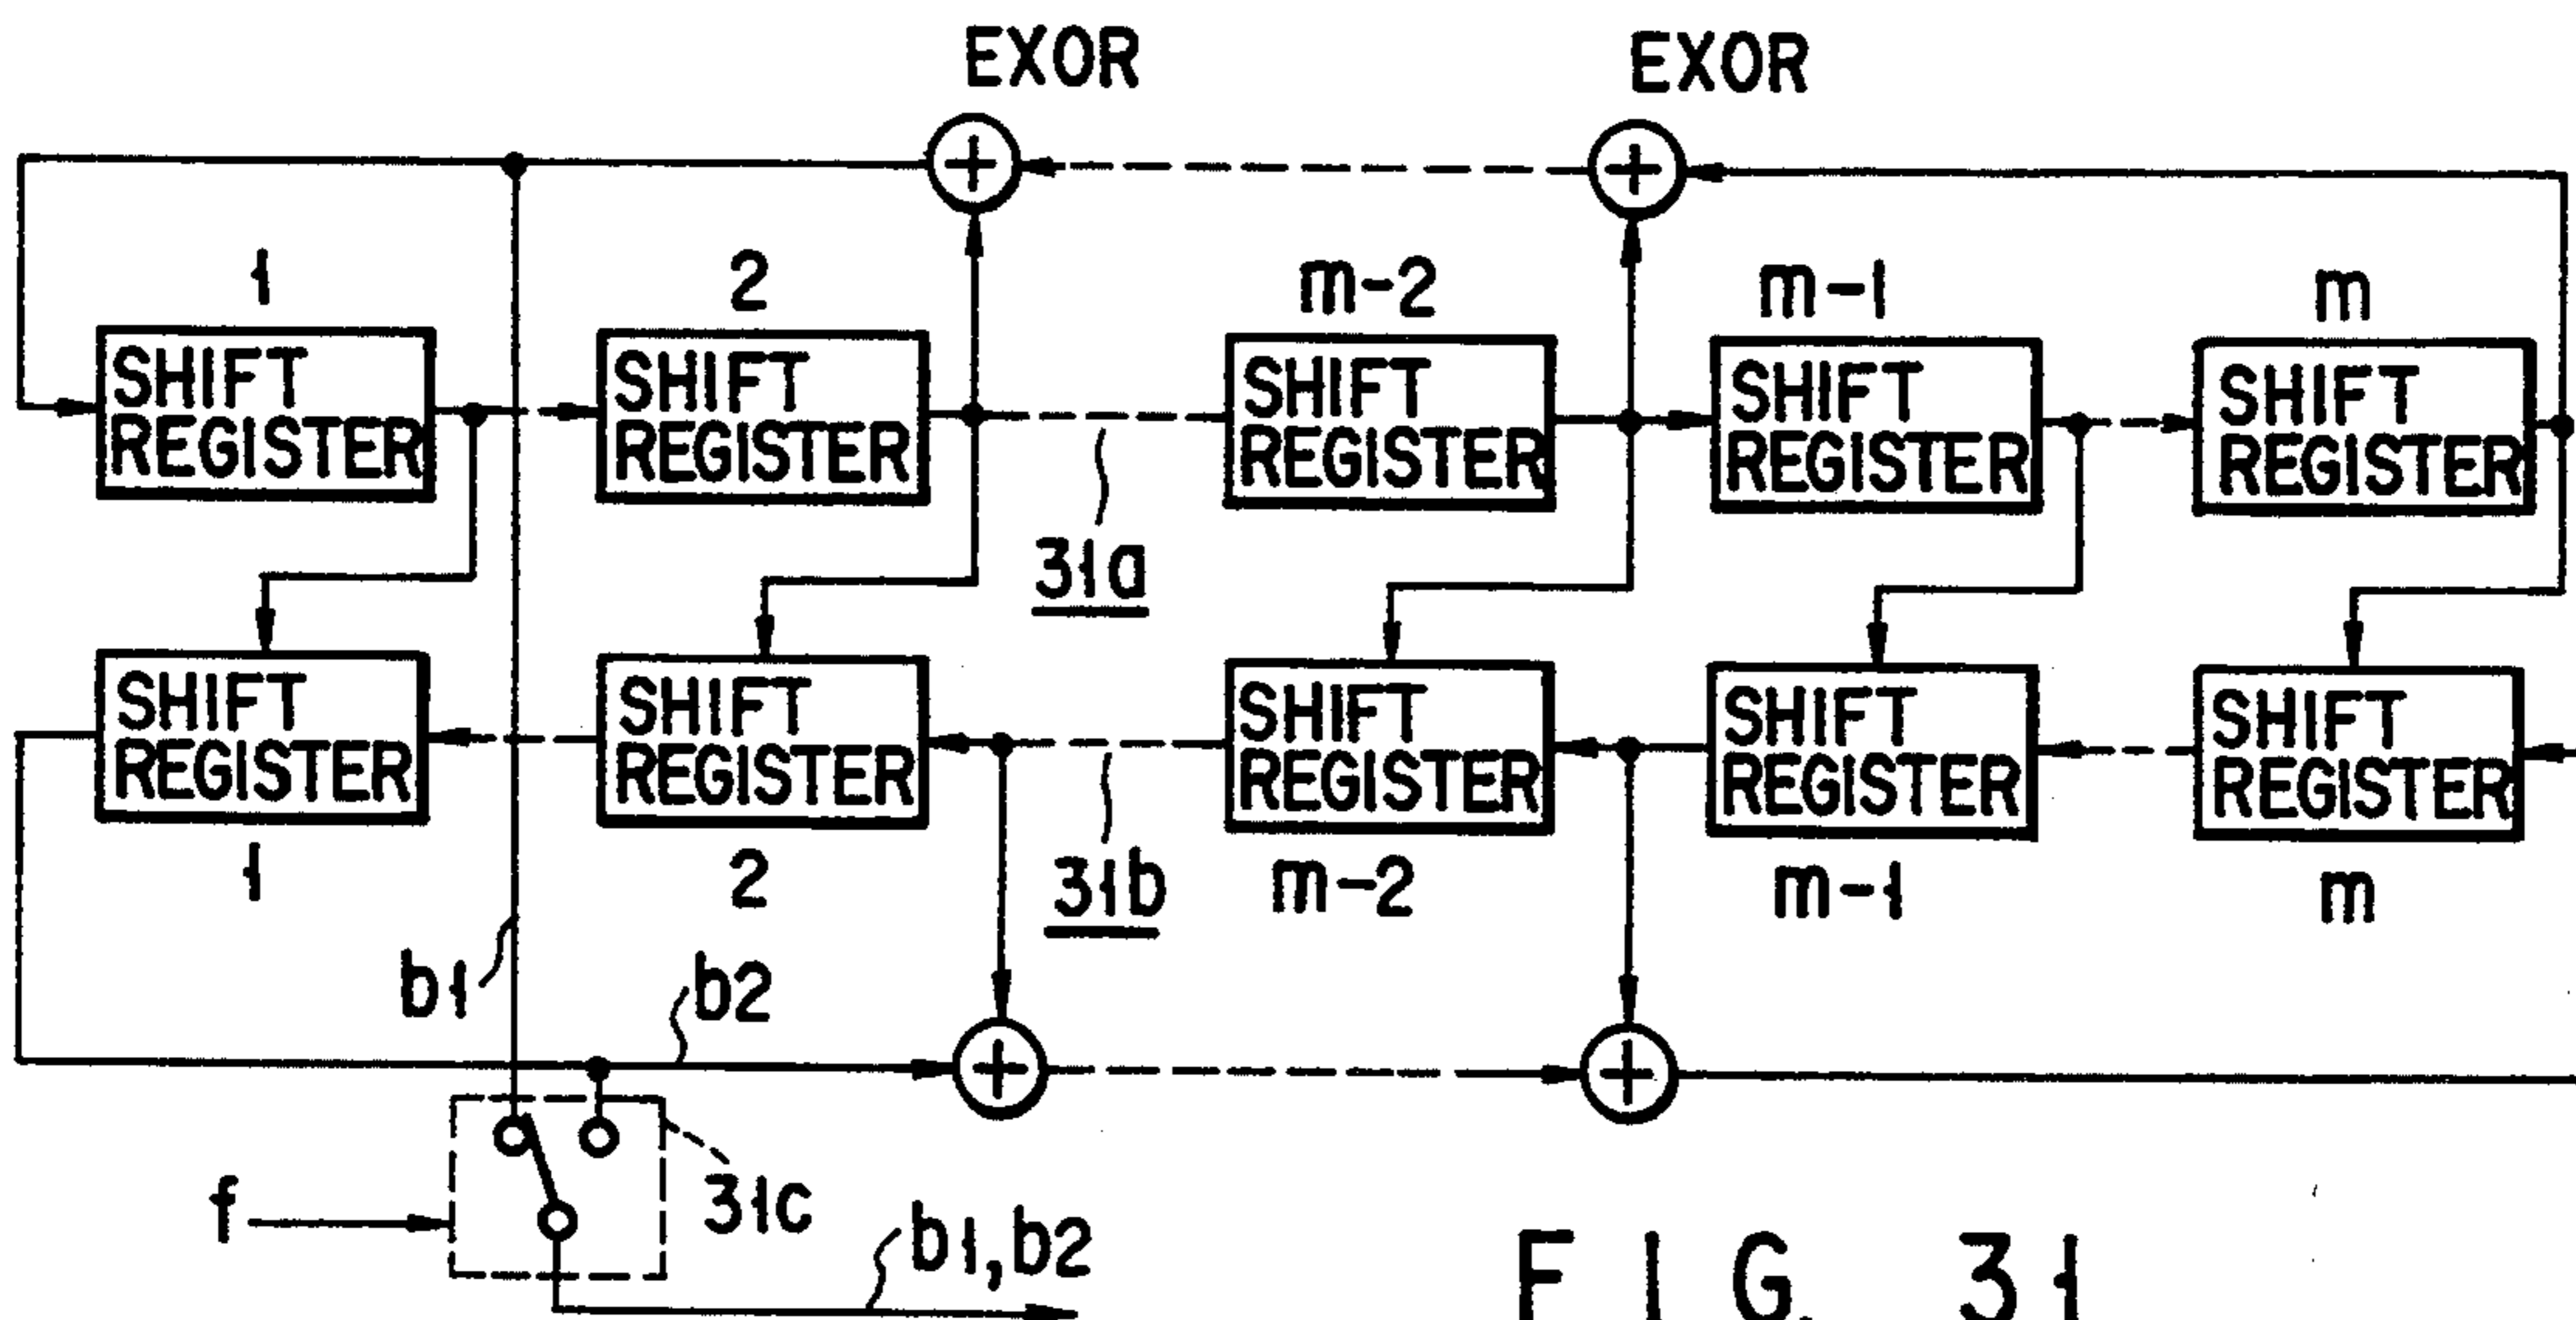 EXOR
EXOR
1
2
m-2
m-1
m
SHIFT
REGISTER
SHIFT
REGISTER
SHIFT
REGISTER
SHIFT
REGISTER
SHIFT
REGISTER
31a
SHIFT
REGISTER
SHIFT
REGISTER
SHIFT
REGISTER
SHIFT
REGISTER
SHIFT
REGISTER
1
2
31b
m-2
m-1
m
b1
b2
f
31c
b1,b2
FIG. 31